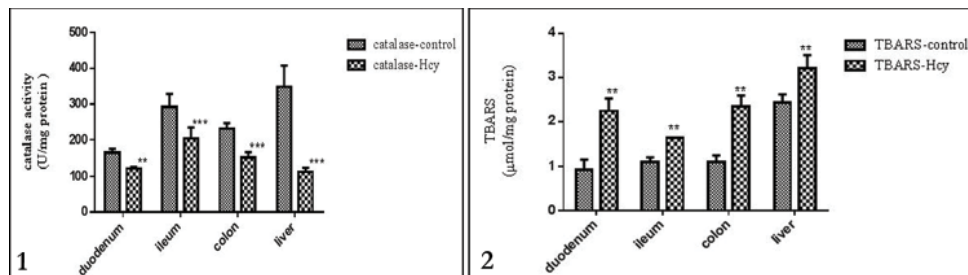 500
400
300
200
100
0
catalase activity
(U/mg protein )
catalase-control
catalase-Hcy
**
***
***
***
duodenum
ileum
colon
liver
1
4
3
2
1
0
TBARS
(µmol/mg protein)
TBARS-control
TBARS-Hcy
**
**
**
**
duodenum
ileum
colon
liver
2